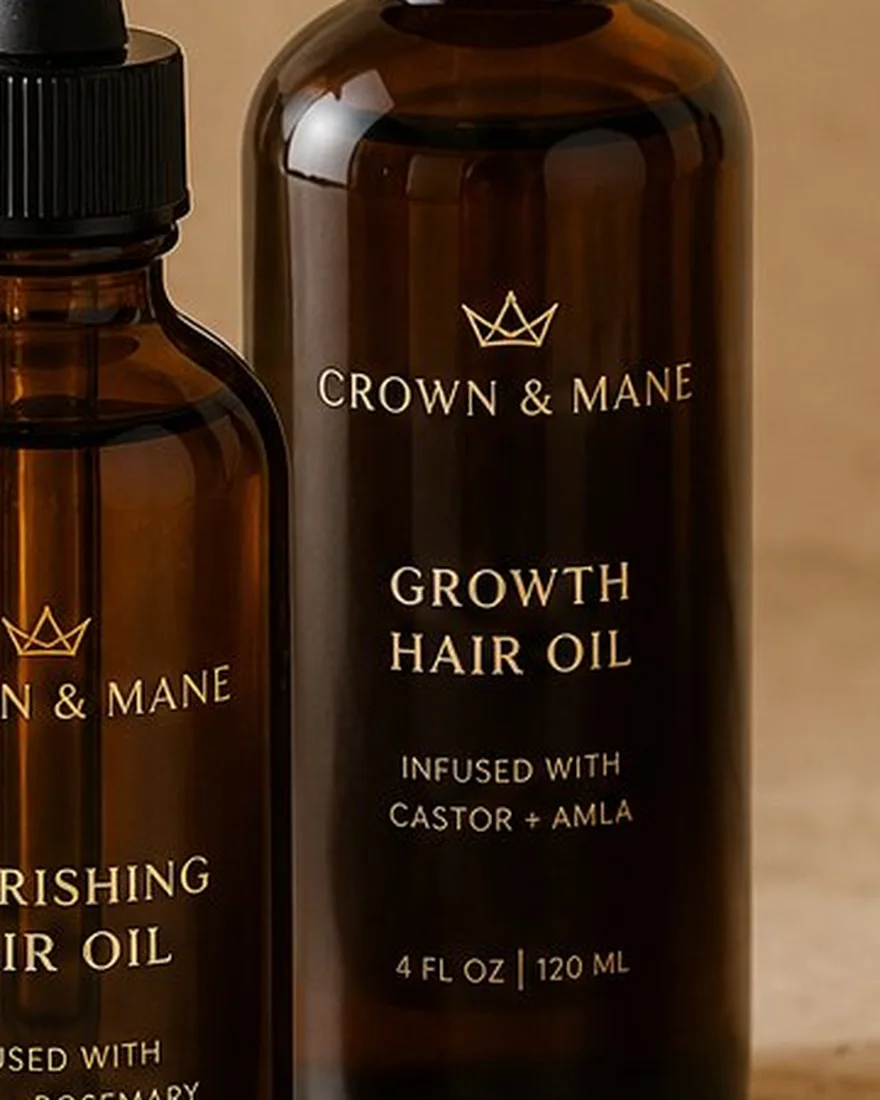 CROWN & MANE
GROWTH
HAIR OIL
INFUSED WITH
CASTOR + AMLA
4 FL OZ | 120 ML
N & MANE
RISHING
IR OIL
USED WITH
ROSEMARY